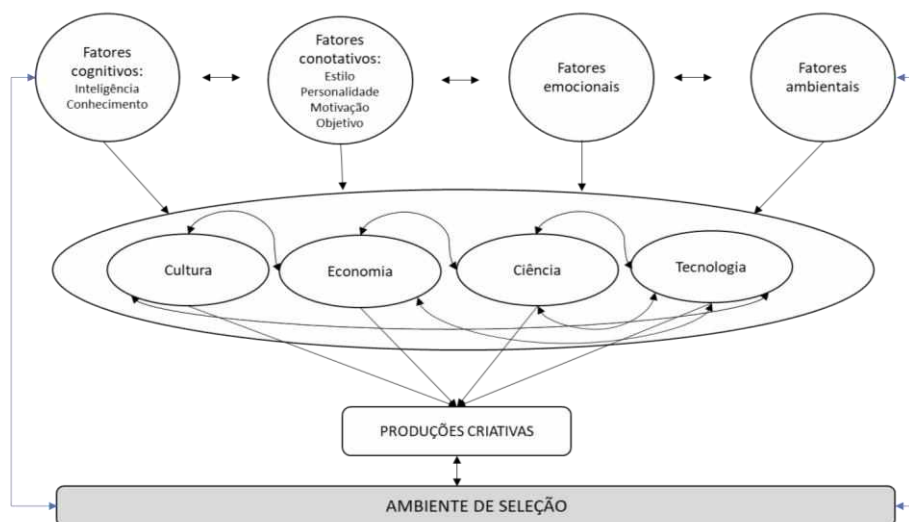 Fatores
cognitivos:
Inteligência
Conhecimento
Fatores
conotativos:
Estilo
Personalidade
Motivação
Objetivo
Fatores
emocionais
Fatores
ambientais
Cultura
Economia
Ciência
Tecnologia
PRODUÇÕES CRIATIVAS
AMBIENTE DE SELEÇÃO